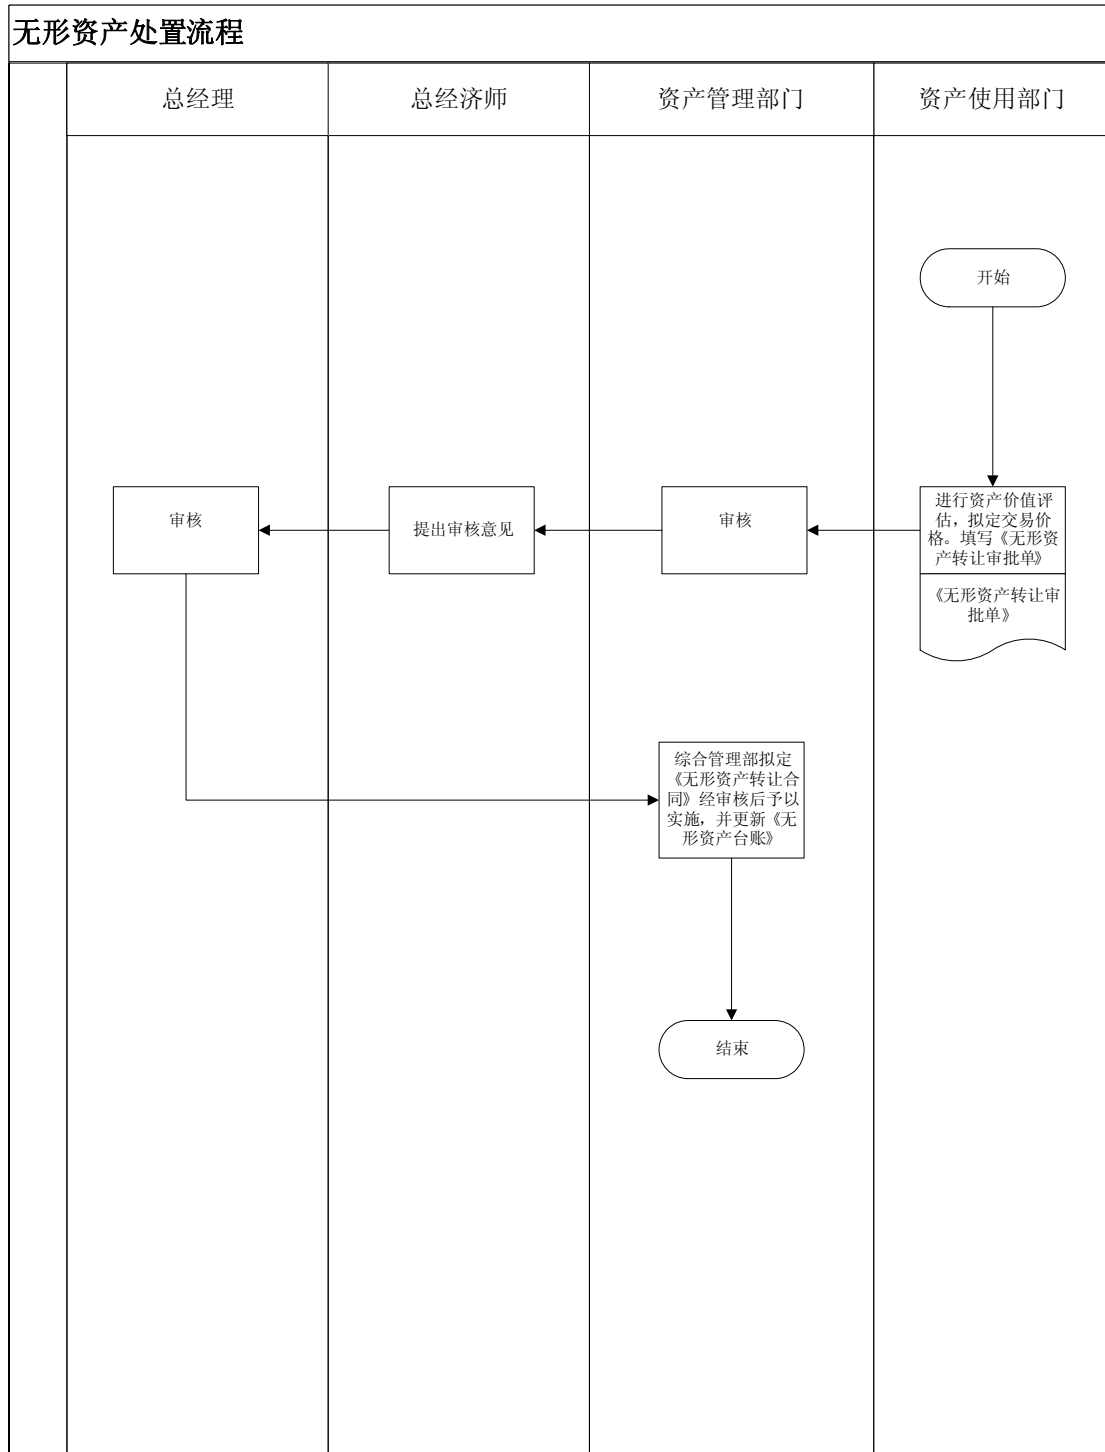 无形资产处置流程
总经理
总经济师
资产管理部门
资产使用部门
开始
审核
提出审核意见
审核
进行资产价值评
估，拟定交易价
格。填写《无形资
产转让审批单》
《无形资产转让审
批单》
综合管理部拟定
《无形资产转让合
同》经审核后予以
实施，并更新《无
形资产台账》
结束